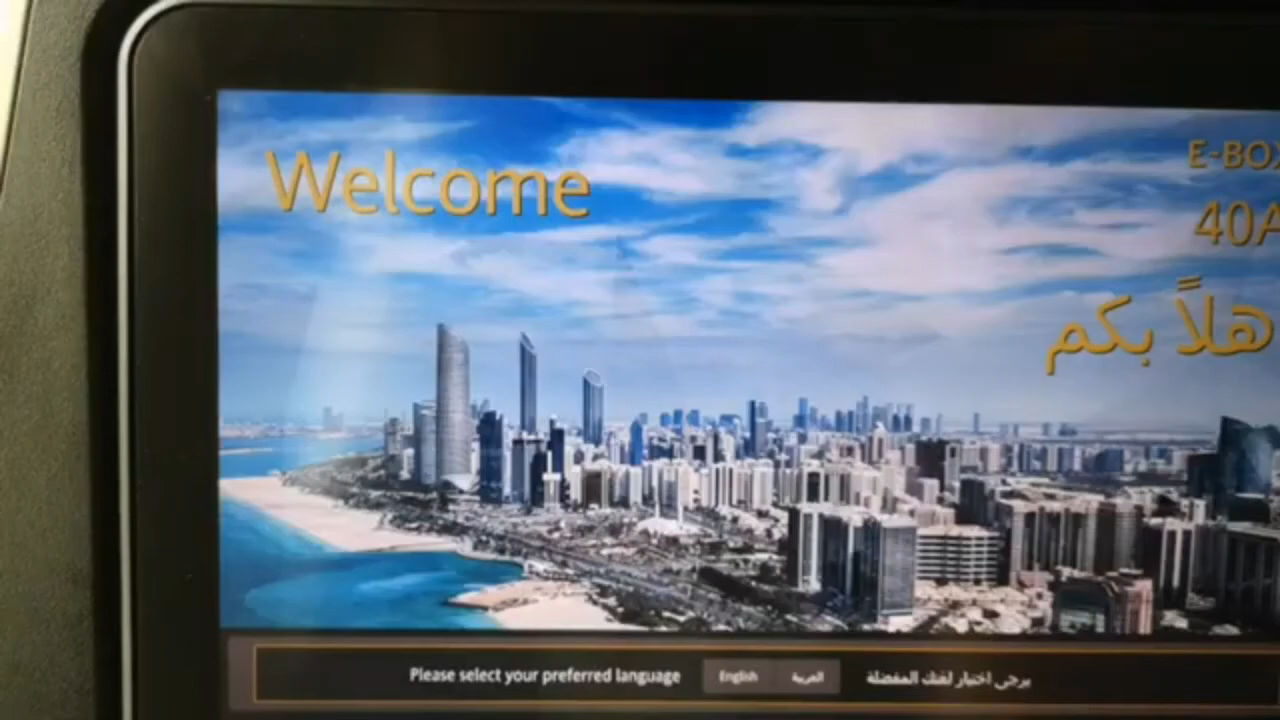 Welcome
E-BOX
40A
هلاً بكم
Please select your preferred language
English
العربية
يرجى اختيار لغتك المفضلة